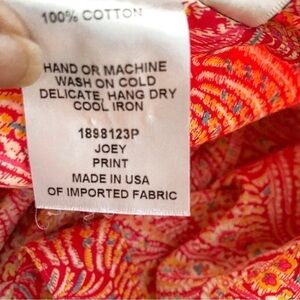 100% COTTON
HAND OR MACHINE
WASH ON COLD
DELICATE, HANG DRY
COOL IRON
1898123P
JOEY
PRINT
MADE IN USA
OF IMPORTED FABRIC